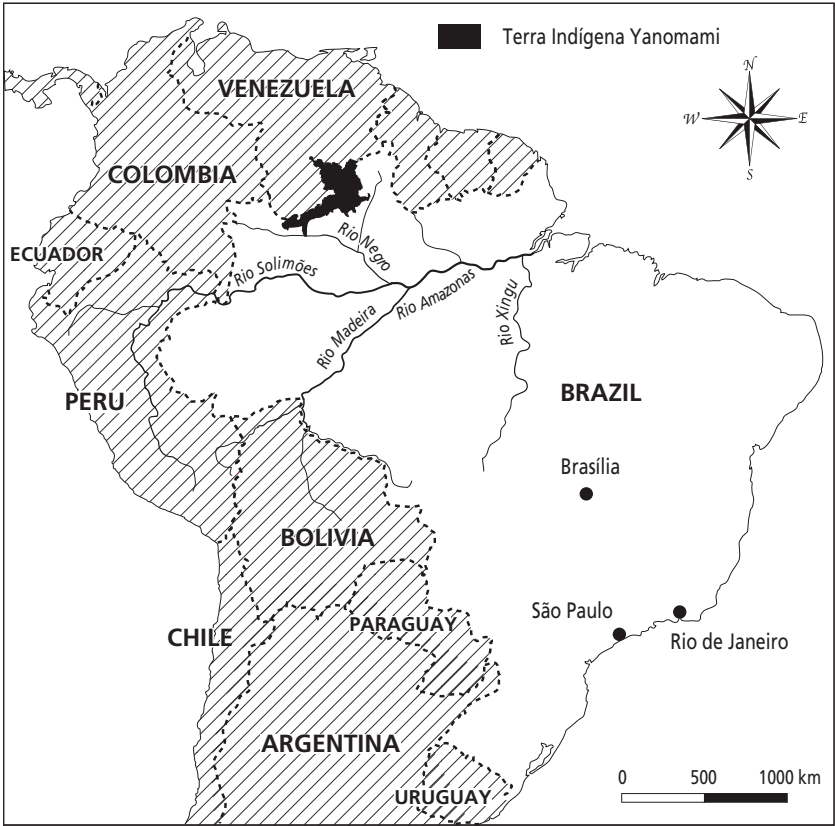 Terra Indígena Yanomami
N
W
E
S
VENEZUELA
COLOMBIA
ECUADOR
Rio Negro
Rio Solimões
Rio Amazonas
Rio Madeira
Rio Xingu
PERU
BRAZIL
Brasília
BOLIVIA
São Paulo
PARAGUAY
CHILE
Rio de Janeiro
ARGENTINA
URUGUAY
0 500 1000 km